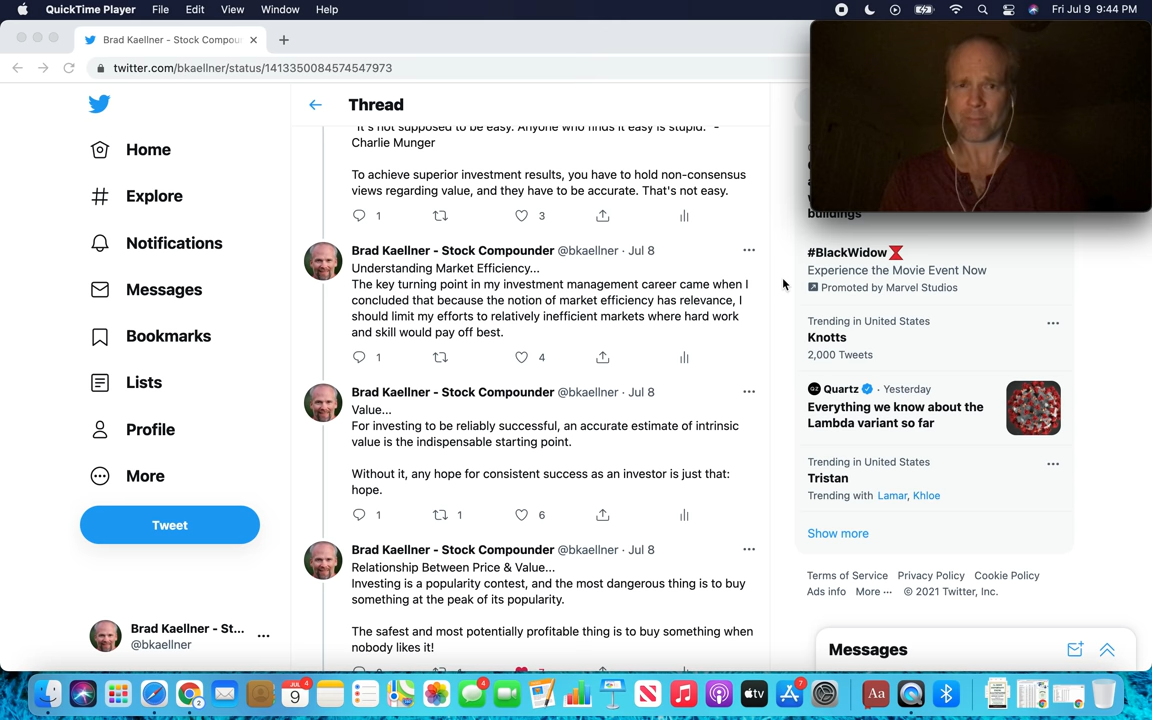 QuickTime Player File Edit View Window Help
Fri Jul 9 9:44 PM
Brad Kaellner - Stock Compou
twitter.com/bkaellner/status/1413350084574547973
Home
Explore
Notifications
Messages
Bookmarks
Lists
Profile
More
Tweet
Brad Kaellner - St...
@bkaellner
Thread
"It's not supposed to be easy. Anyone who finds it easy is stupid." -
Charlie Munger
To achieve superior investment results, you have to hold non-consensus
views regarding value, and they have to be accurate. That's not easy.
1 3
Brad Kaellner - Stock Compounder @bkaellner · Jul 8
Understanding Market Efficiency...
The key turning point in my investment management career came when I
concluded that because the notion of market efficiency has relevance, I
should limit my efforts to relatively inefficient markets where hard work
and skill would pay off best.
1 4
Brad Kaellner - Stock Compounder @bkaellner · Jul 8
Value...
For investing to be reliably successful, an accurate estimate of intrinsic
value is the indispensable starting point.
Without it, any hope for consistent success as an investor is just that:
hope.
1 1 6
Brad Kaellner - Stock Compounder @bkaellner · Jul 8
Relationship Between Price & Value...
Investing is a popularity contest, and the most dangerous thing is to buy
something at the peak of its popularity.
The safest and most potentially profitable thing is to buy something when
nobody likes it!
buildings
#BlackWidow
Experience the Movie Event Now
Promoted by Marvel Studios
Trending in United States
Knotts
2,000 Tweets
Quartz · Yesterday
Everything we know about the
Lambda variant so far
Trending in United States
Tristan
Trending with Lamar, Khloe
Show more
Terms of Service Privacy Policy Cookie Policy
Ads info More ··· © 2021 Twitter, Inc.
Messages
2
JUL
9
4
4
tv
7
Aa